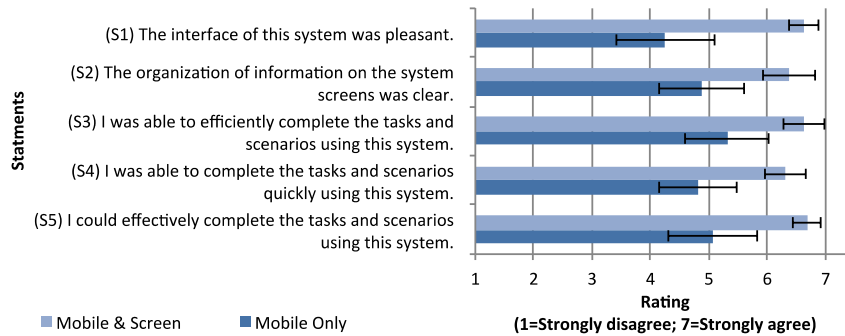 (S1) The interface of this system was pleasant.
(S2) The organization of information on the system
screens was clear.
(S3) I was able to efficiently complete the tasks and
scenarios using this system.
(S4) I was able to complete the tasks and scenarios
quickly using this system.
(S5) I could effectively complete the tasks and scenarios
using this system.
Statments
1 2 3 4 5 6 7
Rating
(1=Strongly disagree; 7=Strongly agree)
Mobile & Screen
Mobile Only